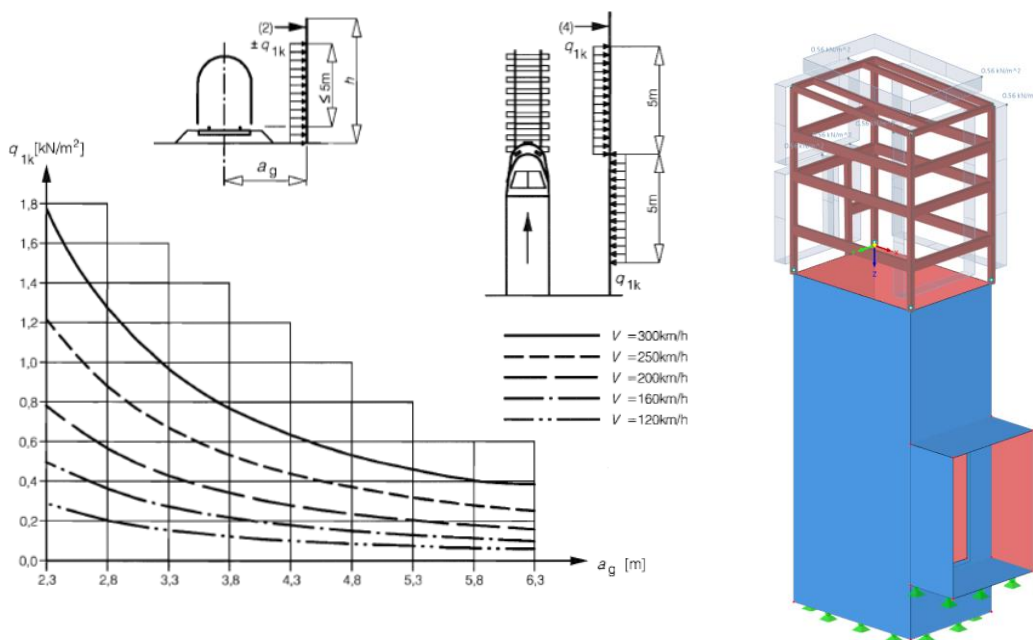 (2)
± q1k
≤ 5m
h
ag
(4)
q1k
5m
5m
q1k
q1k [kN/m²]
1,8
1,6
1,4
1,2
1,0
0,8
0,6
0,4
0,2
0,0
2,3 2,8 3,3 3,8 4,3 4,8 5,3 5,8 6,3
ag [m]
V =300km/h
V =250km/h
V =200km/h
V =160km/h
V =120km/h
0.56 kN/m^2
0.56 kN/m^2
0.56 kN/m
Z